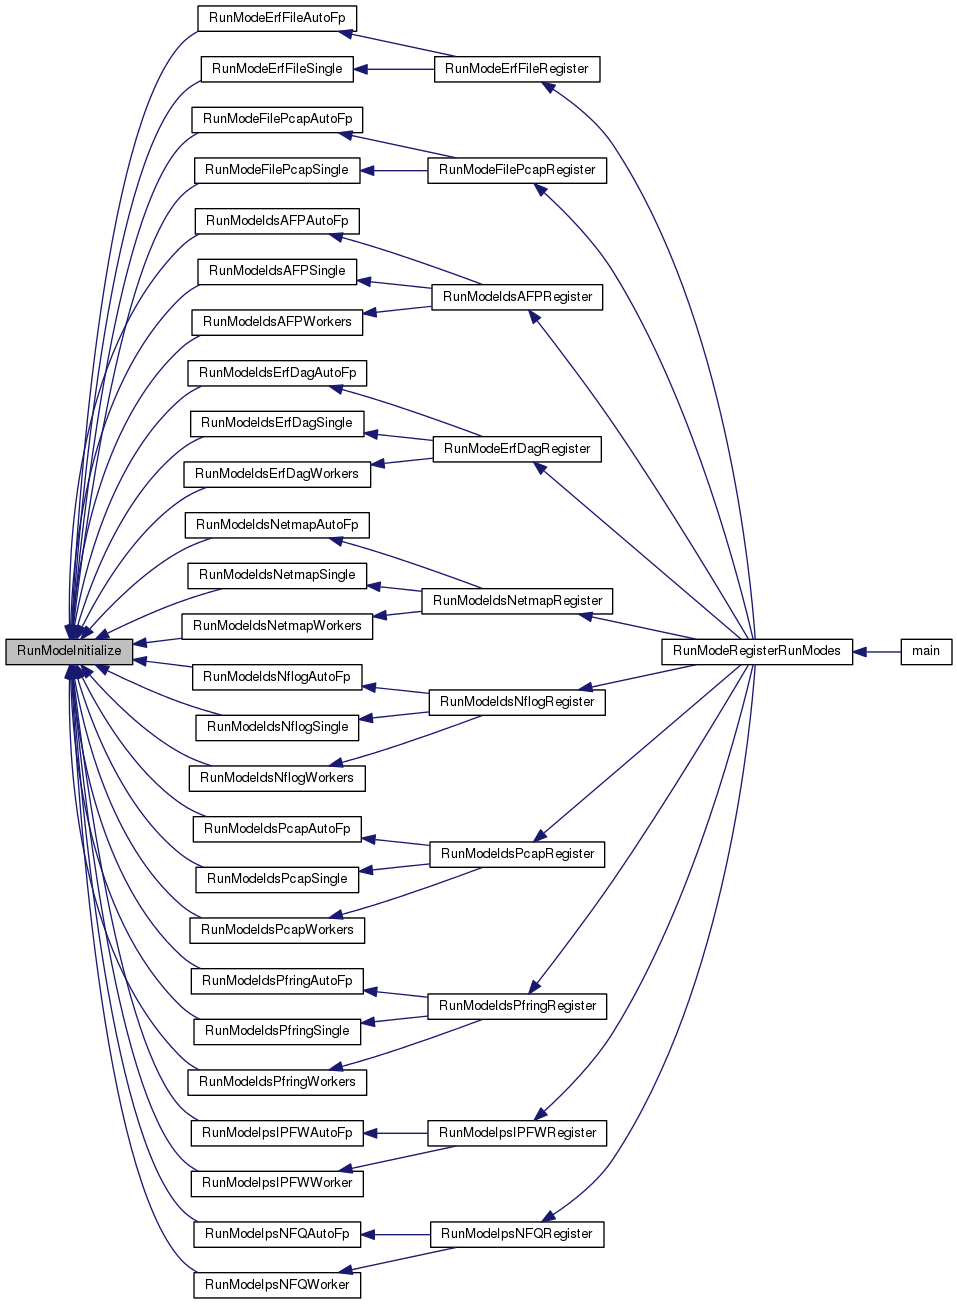 RunModeErfFileAutoFp
RunModeErfFileSingle
RunModeErfFileRegister
RunModeFilePcapAutoFp
RunModeFilePcapSingle
RunModeFilePcapRegister
RunModeIdsAFPAutoFp
RunModeIdsAFPSingle
RunModeIdsAFPRegister
RunModeIdsAFPWorkers
RunModeIdsErfDagAutoFp
RunModeIdsErfDagSingle
RunModeErfDagRegister
RunModeIdsErfDagWorkers
RunModeIdsNetmapAutoFp
RunModeIdsNetmapSingle
RunModeIdsNetmapRegister
RunModeIdsNetmapWorkers
RunModeInitialize
RunModeRegisterRunModes
main
RunModeIdsNflogAutoFp
RunModeIdsNflogRegister
RunModeIdsNflogSingle
RunModeIdsNflogWorkers
RunModeIdsPcapAutoFp
RunModeIdsPcapRegister
RunModeIdsPcapSingle
RunModeIdsPcapWorkers
RunModeIdsPfringAutoFp
RunModeIdsPfringRegister
RunModeIdsPfringSingle
RunModeIdsPfringWorkers
RunModeIpsIPFWAutoFp
RunModeIpsIPFWRegister
RunModeIpsIPFWWorker
RunModeIpsNFQAutoFp
RunModeIpsNFQRegister
RunModeIpsNFQWorker